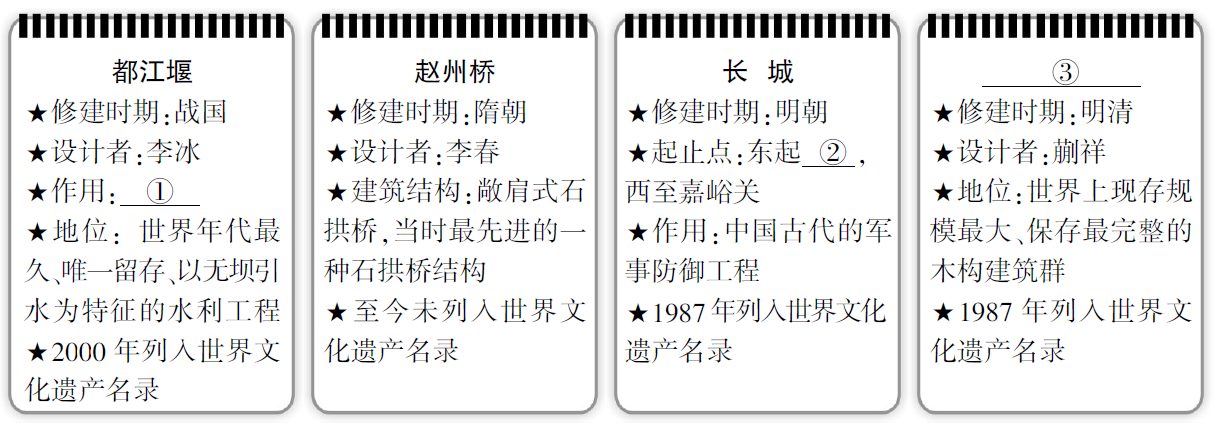 都江堰
★修建时期:战国
★设计者:李冰
★作用:①
★地位:世界年代最
久、唯一留存、以无坝引
水为特征的水利工程
★2000年列入世界文
化遗产名录
赵州桥
★修建时期:隋朝
★设计者:李春
★建筑结构:敞肩式石
拱桥,当时最先进的一
种石拱桥结构
★至今未列入世界文
化遗产名录
长城
★修建时期:明朝
★起止点:东起②,
西至嘉峪关
★作用:中国古代的军
事防御工程
★1987年列入世界文化
遗产名录
③
★修建时期:明清
★设计者:蒯祥
★地位:世界上现存规
模最大、保存最完整的
木构建筑群
★1987年列入世界文
化遗产名录